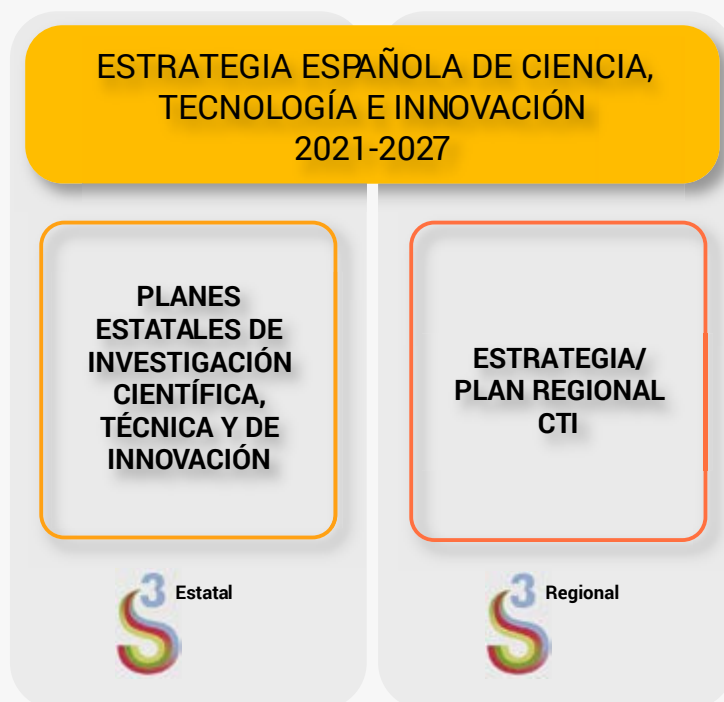 ESTRATEGIA ESPAÑOLA DE CIENCIA,
TECNOLOGÍA E INNOVACIÓN
2021-2027
PLANES
ESTATALES DE
INVESTIGACIÓN
CIENTÍFICA,
TÉCNICA Y DE
INNOVACIÓN
ESTRATEGIA/
PLAN REGIONAL
CTI
S3 Estatal
S3 Regional